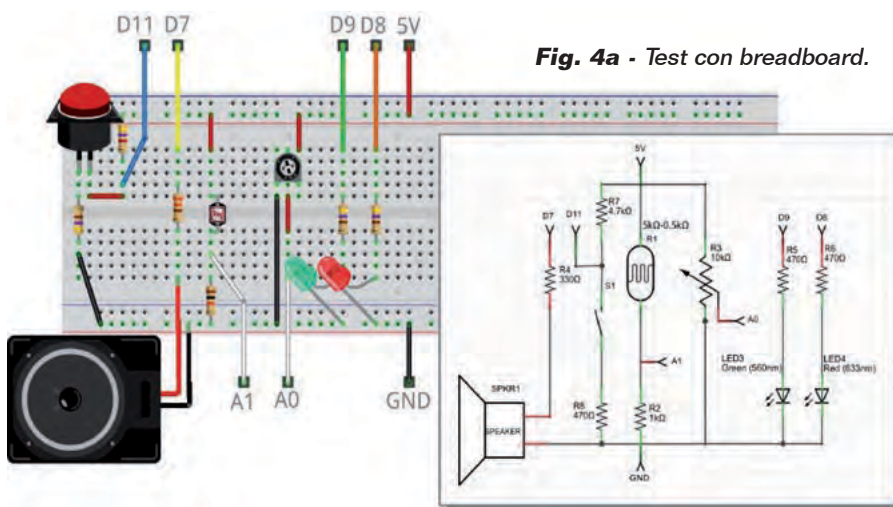 D11 D7 D9 D8 5V
Fig. 4a - Test con breadboard.
A1 A0 GND
5V
D7 D11 R7 4.7kΩ
5kΩ-0.5kΩ
R1
R3
10kΩ
D9 D8
R5
470Ω
R6
470Ω
R4
330Ω
S1
A0
A1
LED3
Green (560nm)
LED4
Red (633nm)
SPKR1
SPEAKER
470Ω
R2
1kΩ
GND